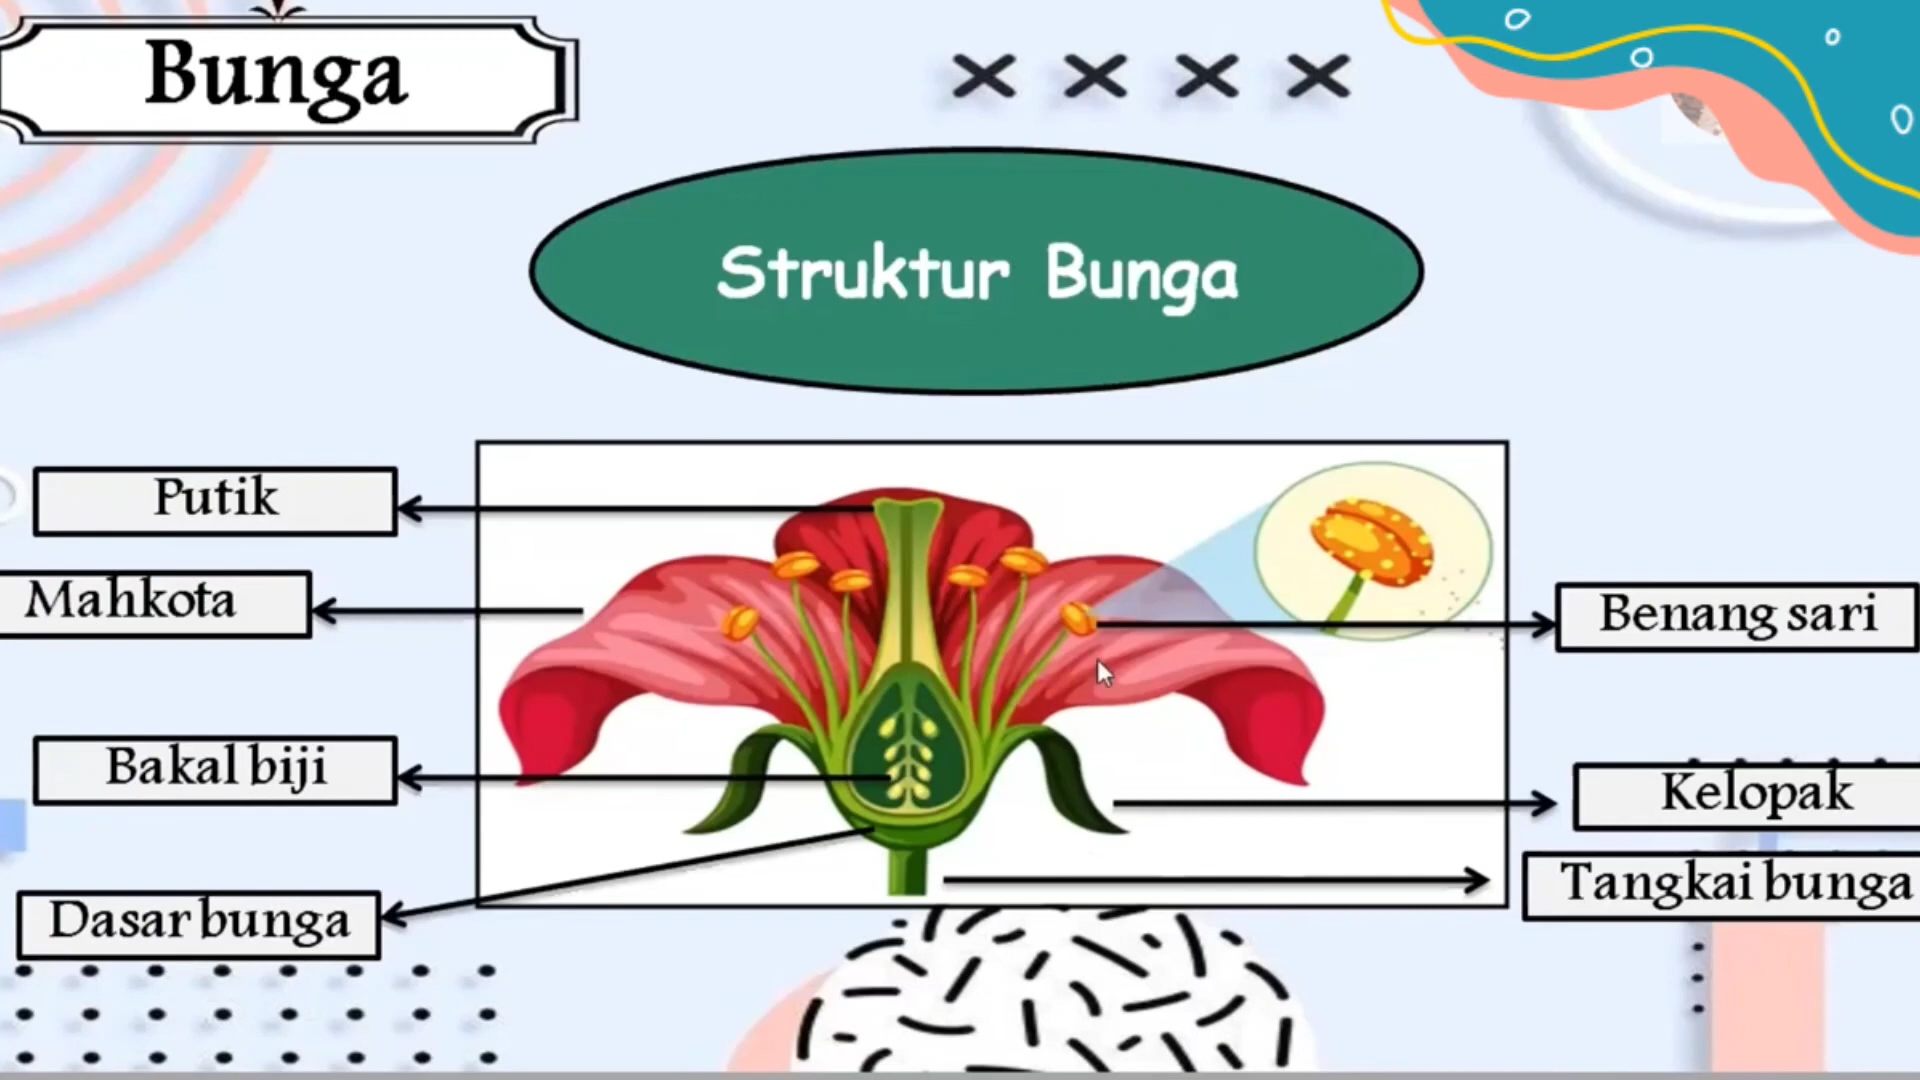 Bunga
Struktur Bunga
Putik
Mahkota
Benang sari
Bakal biji
Kelopak
Tangkai bunga
Dasar bunga